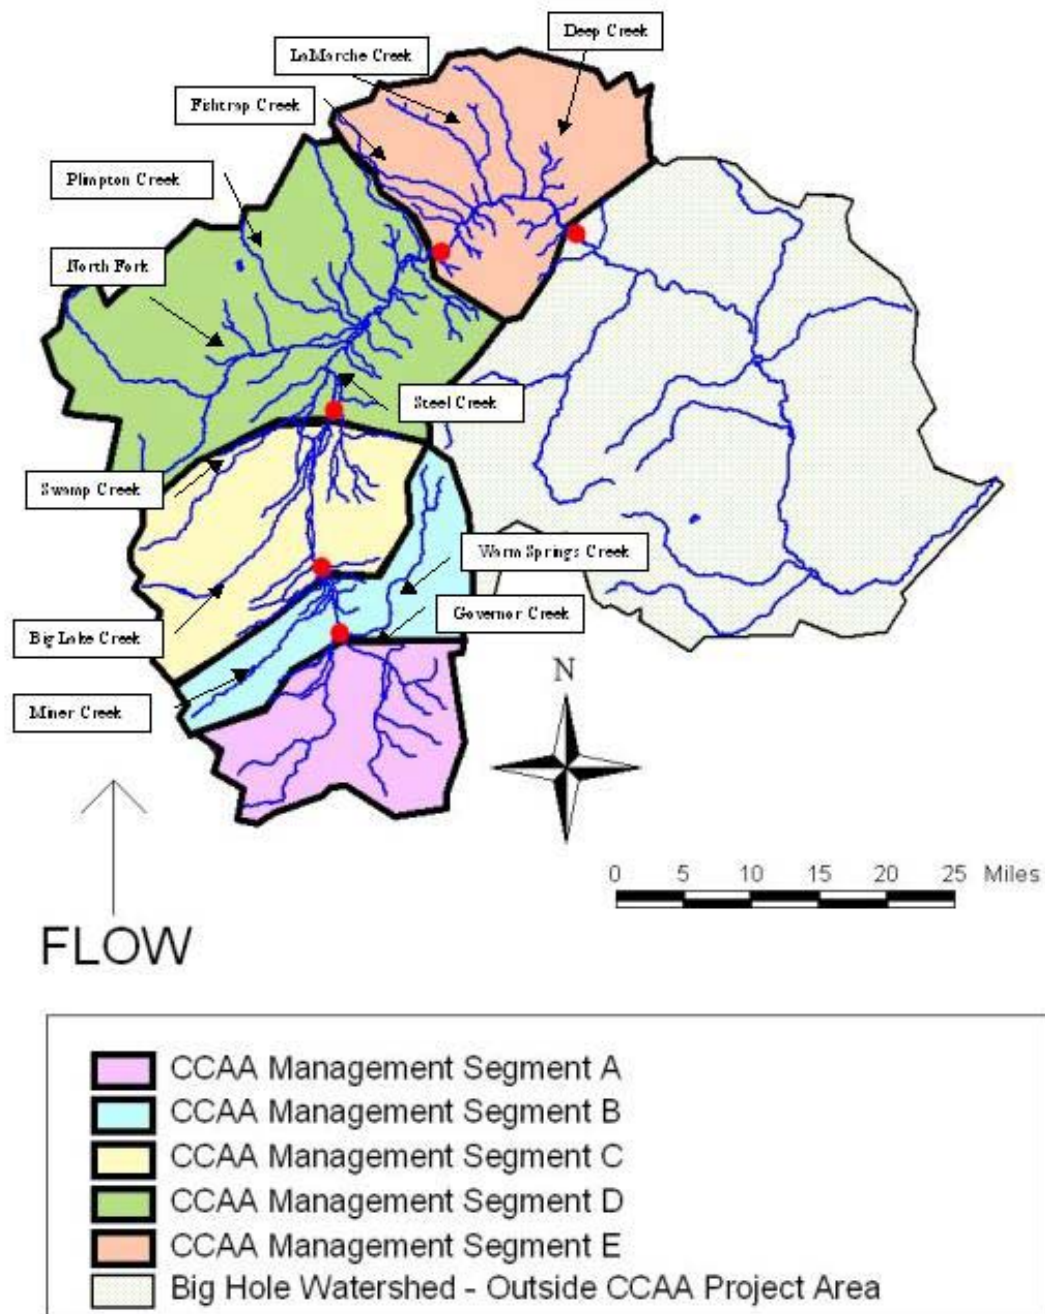 Deep Creek
LaMarche Creek
Fishtrap Creek
Plimpton Creek
North Fork
Steel Creek
Swamp Creek
Warm Springs Creek
Governor Creek
Big Lake Creek
Miner Creek
N
0 5 10 15 20 25 Miles
FLOW
CCAA Management Segment A
CCAA Management Segment B
CCAA Management Segment C
CCAA Management Segment D
CCAA Management Segment E
Big Hole Watershed - Outside CCAA Project Area